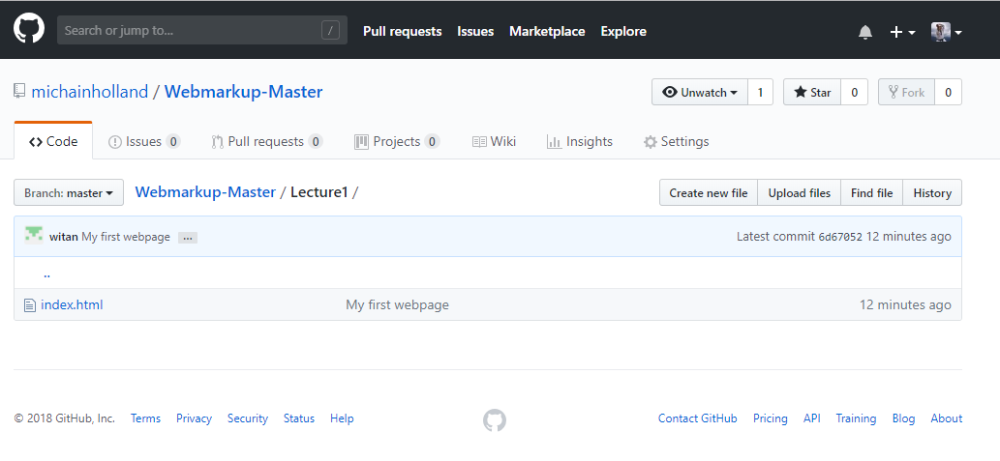 Search or jump to... / Pull requests Issues Marketplace Explore
michainholland / Webmarkup-Master Unwatch 1 Star 0 Fork 0
Code Issues 0 Pull requests 0 Projects 0 Wiki Insights Settings
Branch: master Webmarkup-Master / Lecture1 / Create new file Upload files Find file History
witan My first webpage ... Latest commit 6d67052 12 minutes ago
..
index.html My first webpage 12 minutes ago
© 2018 GitHub, Inc. Terms Privacy Security Status Help Contact GitHub Pricing API Training Blog About